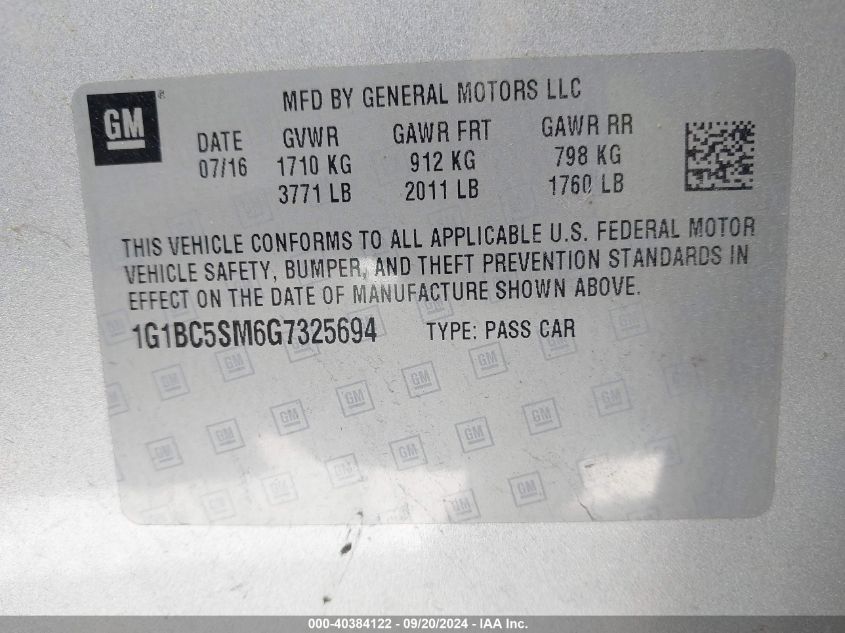 GM
MFD BY GENERAL MOTORS LLC
DATE GVWR GAWR FRT GAWR RR
07/16 1710 KG 912 KG 798 KG
3771 LB 2011 LB 1760 LB
THIS VEHICLE CONFORMS TO ALL APPLICABLE U.S. FEDERAL MOTOR
VEHICLE SAFETY, BUMPER, AND THEFT PREVENTION STANDARDS IN
EFFECT ON THE DATE OF MANUFACTURE SHOWN ABOVE.
1G1BC5SM6G7325694 TYPE: PASS CAR
000-40384122 - 09/20/2024 - IAA Inc.